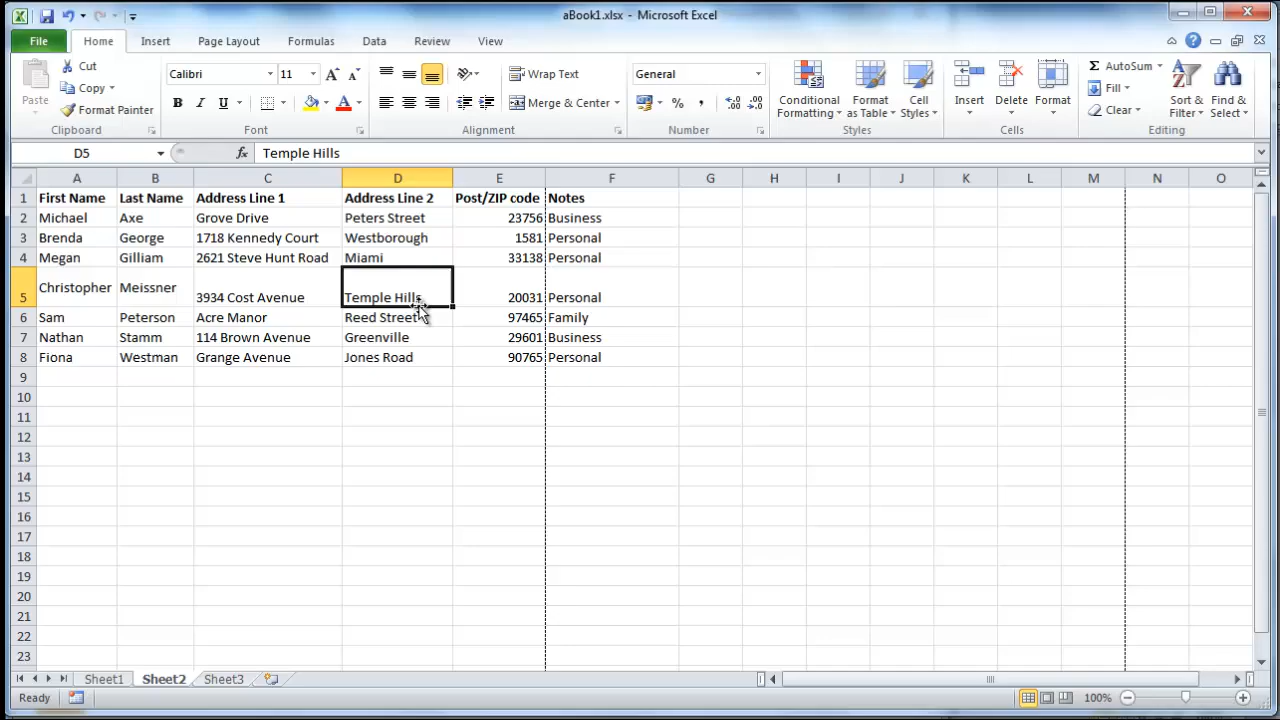 aBook1.xlsx - Microsoft Excel
File Home Insert Page Layout Formulas Data Review View
Paste
Cut
Copy
Format Painter
Clipboard
Calibri 11
B I U A
Font
Wrap Text
Merge & Center
Alignment
General
% ,
Number
Conditional Formatting
Format as Table
Cell Styles
Styles
Insert
Delete
Format
Cells
Σ AutoSum
Fill
Clear
Sort & Filter
Find & Select
Editing
D5 fx Temple Hills
A B C D E F G H I J K L M N O
1 First Name Last Name Address Line 1 Address Line 2 Post/ZIP code Notes
2 Michael Axe Grove Drive Peters Street 23756 Business
3 Brenda George 1718 Kennedy Court Westborough 1581 Personal
4 Megan Gilliam 2621 Steve Hunt Road Miami 33138 Personal
5 Christopher Meissner 3934 Cost Avenue Temple Hills 20031 Personal
6 Sam Peterson Acre Manor Reed Street 97465 Family
7 Nathan Stamm 114 Brown Avenue Greenville 29601 Business
8 Fiona Westman Grange Avenue Jones Road 90765 Personal
9
10
11
12
13
14
15
16
17
18
19
20
21
22
23
Sheet1 Sheet2 Sheet3
Ready 100%